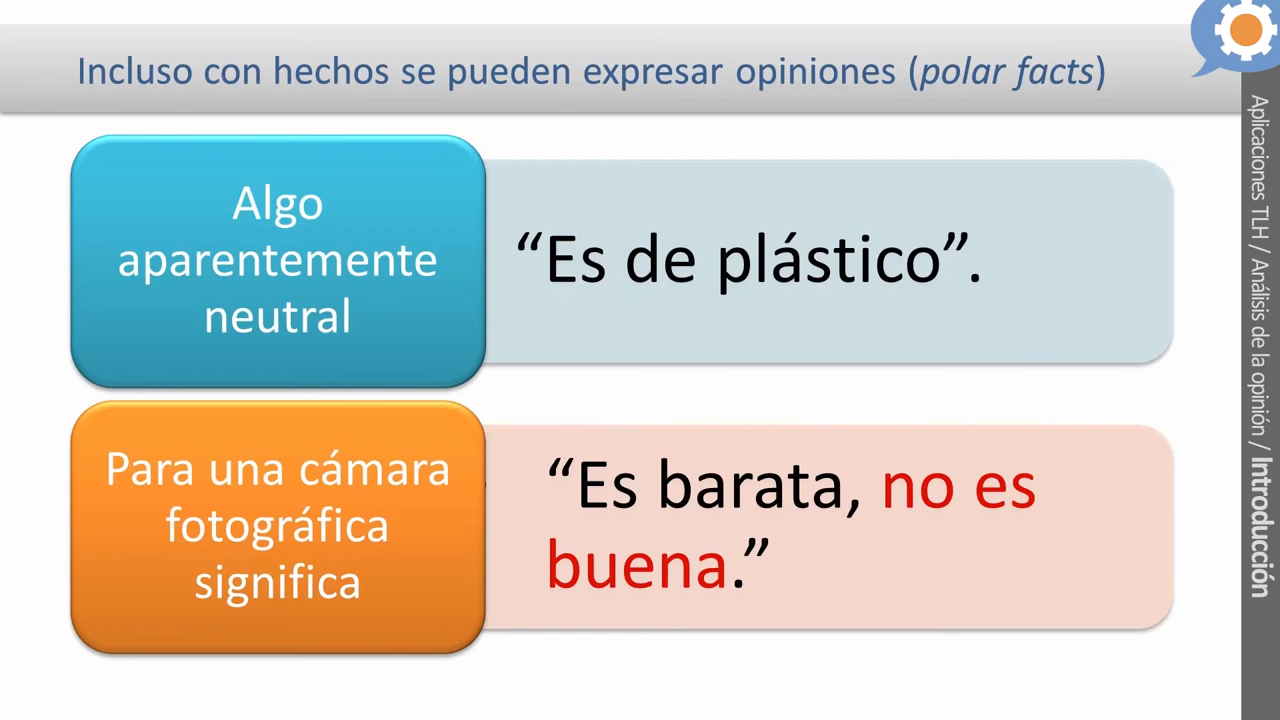 Incluso con hechos se pueden expresar opiniones (polar facts)
Algo
aparentemente
neutral
“Es de plástico”.
Para una cámara
fotográfica
significa
“Es barata, no es
buena.”
Aplicaciones TLH / Análisis de la opinión / Introducción